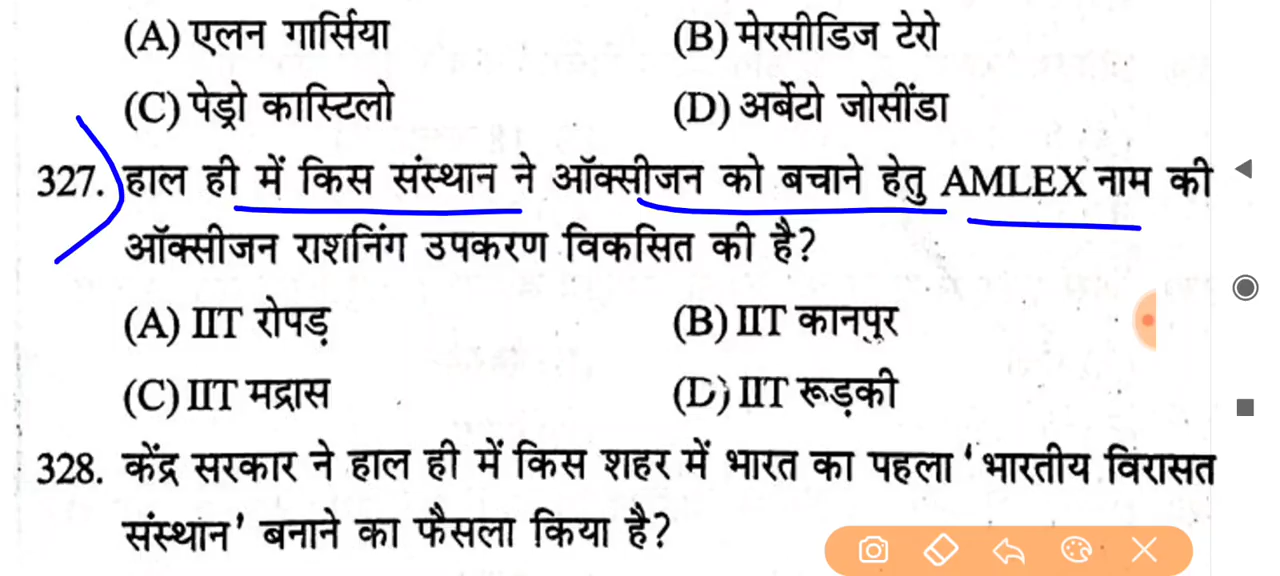 (A) एलन गार्सिया (B) मेरसीडिज टेरो
(C) पेड्रो कास्टिलो (D) अर्बेटो जोसींडा
327. हाल ही में किस संस्थान ने ऑक्सीजन को बचाने हेतु AMLEX नाम की
ऑक्सीजन राशनिंग उपकरण विकसित की है?
(A) IIT रोपड़ (B) IIT कानपूर
(C) IIT मद्रास (D) IIT रूड़की
328. केंद्र सरकार ने हाल ही में किस शहर में भारत का पहला ‘भारतीय विरासत
संस्थान’ बनाने का फैसला किया है?